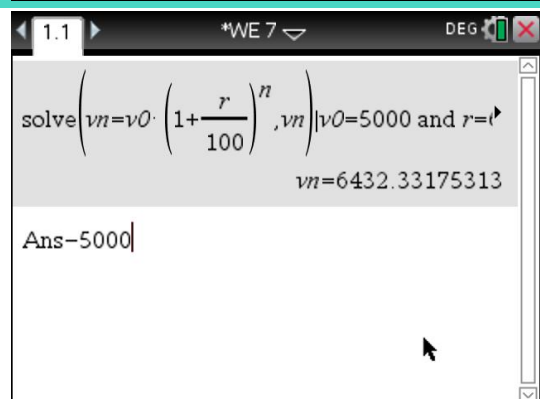 1.1 *WE 7 DEG
solve(vn=v0·(1+r/100)^n,vn)|v0=5000 and r=
vn=6432.33175313
Ans−5000